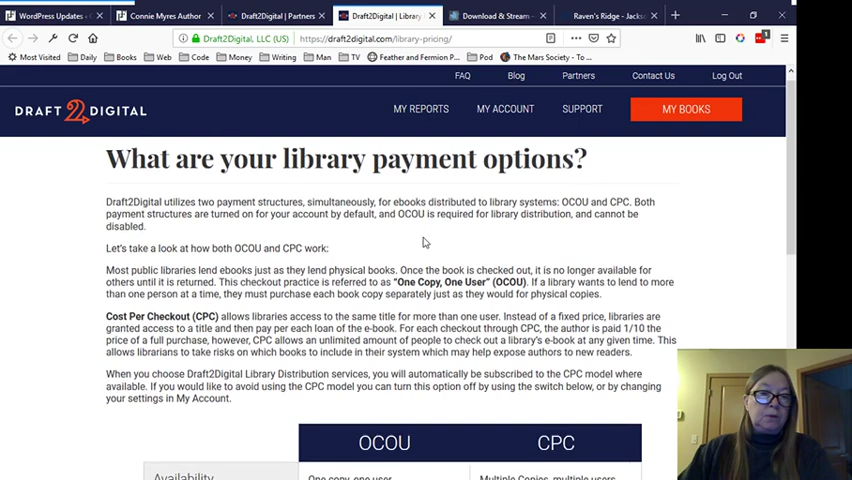 WordPress Updates ‹
Connie Myres Author
Draft2Digital | Partners
Draft2Digital | Library
Download & Stream
Raven's Ridge - Jackso
Draft2Digital, LLC (US)
https://draft2digital.com/library-pricing/
Most Visited
Daily
Books
Code
Money
Writing
Man
TV
Feather and Fermion P...
Pod
The Mars Society - To...
FAQ
Blog
Partners
Contact Us
Log Out
DRAFT 2 DIGITAL
MY REPORTS
MY ACCOUNT
SUPPORT
MY BOOKS
What are your library payment options?
Draft2Digital utilizes two payment structures, simultaneously, for ebooks distributed to library systems: OCOU and CPC. Both
payment structures are turned on for your account by default, and OCOU is required for library distribution, and cannot be
disabled.
Let's take a look at how both OCOU and CPC work:
Most public libraries lend ebooks just as they lend physical books. Once the book is checked out, it is no longer available for
others until it is returned. This checkout practice is referred to as "One Copy, One User" (OCOU). If a library wants to lend to more
than one person at a time, they must purchase each book copy separately just as they would for physical copies.
Cost Per Checkout (CPC) allows libraries access to the same title for more than one user. Instead of a fixed price, libraries are
granted access to a title and then pay per each loan of the e-book. For each checkout through CPC, the author is paid 1/10 the
price of a full purchase, however, CPC allows an unlimited amount of people to check out a library's e-book at any given time. This
allows librarians to take risks on which books to include in their system which may help expose authors to new readers.
When you choose Draft2Digital Library Distribution services, you will automatically be subscribed to the CPC model where
available. If you would like to avoid using the CPC model you can turn this option off by using the switch below, or by changing
your settings in My Account.
OCOU
CPC
Availability
One copy, one user
Multiple Copies, multiple users